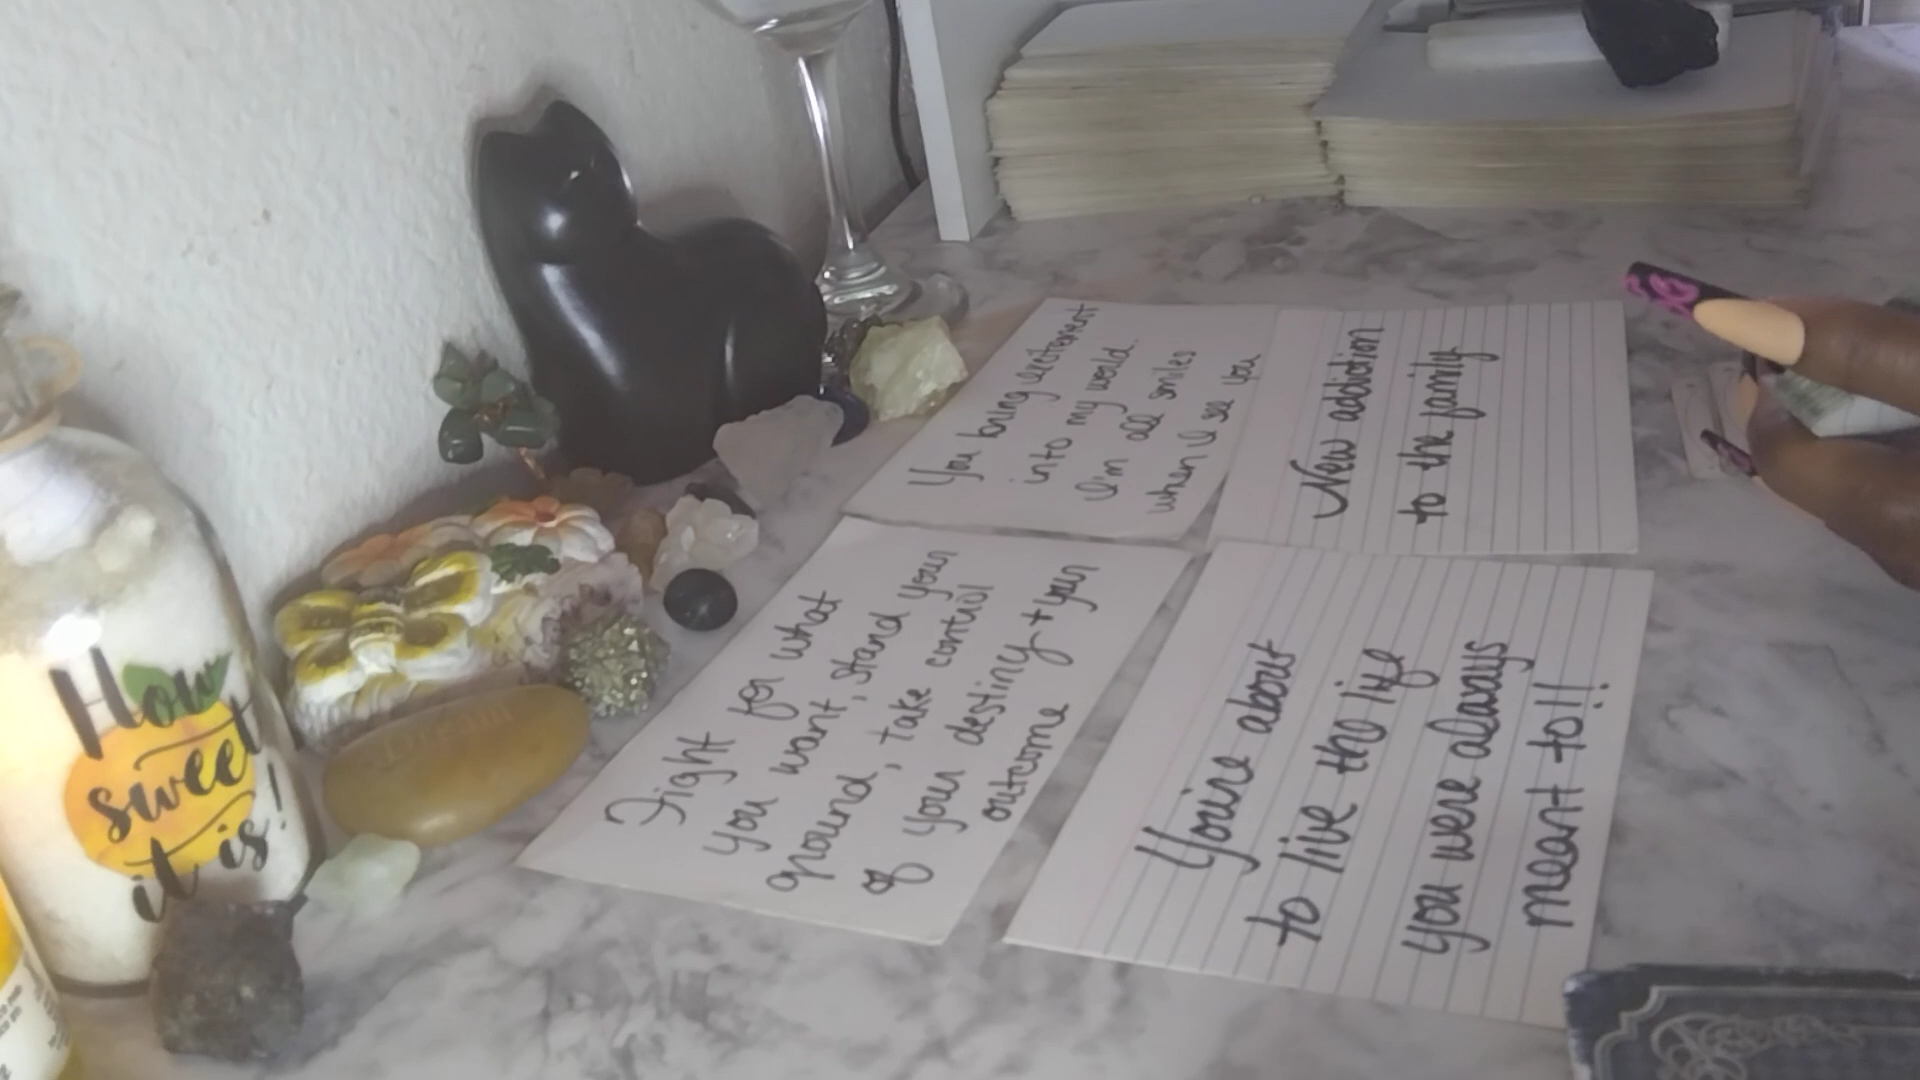 You bring excitement
into my world.
I'm all smiles
when I see you
New addiction
to the family
Fight for what
you want, stand your
ground, take control
of your destiny + your
outcome
You're about
to live the life
you were always
meant to!!
How
sweet
it is!
Dream